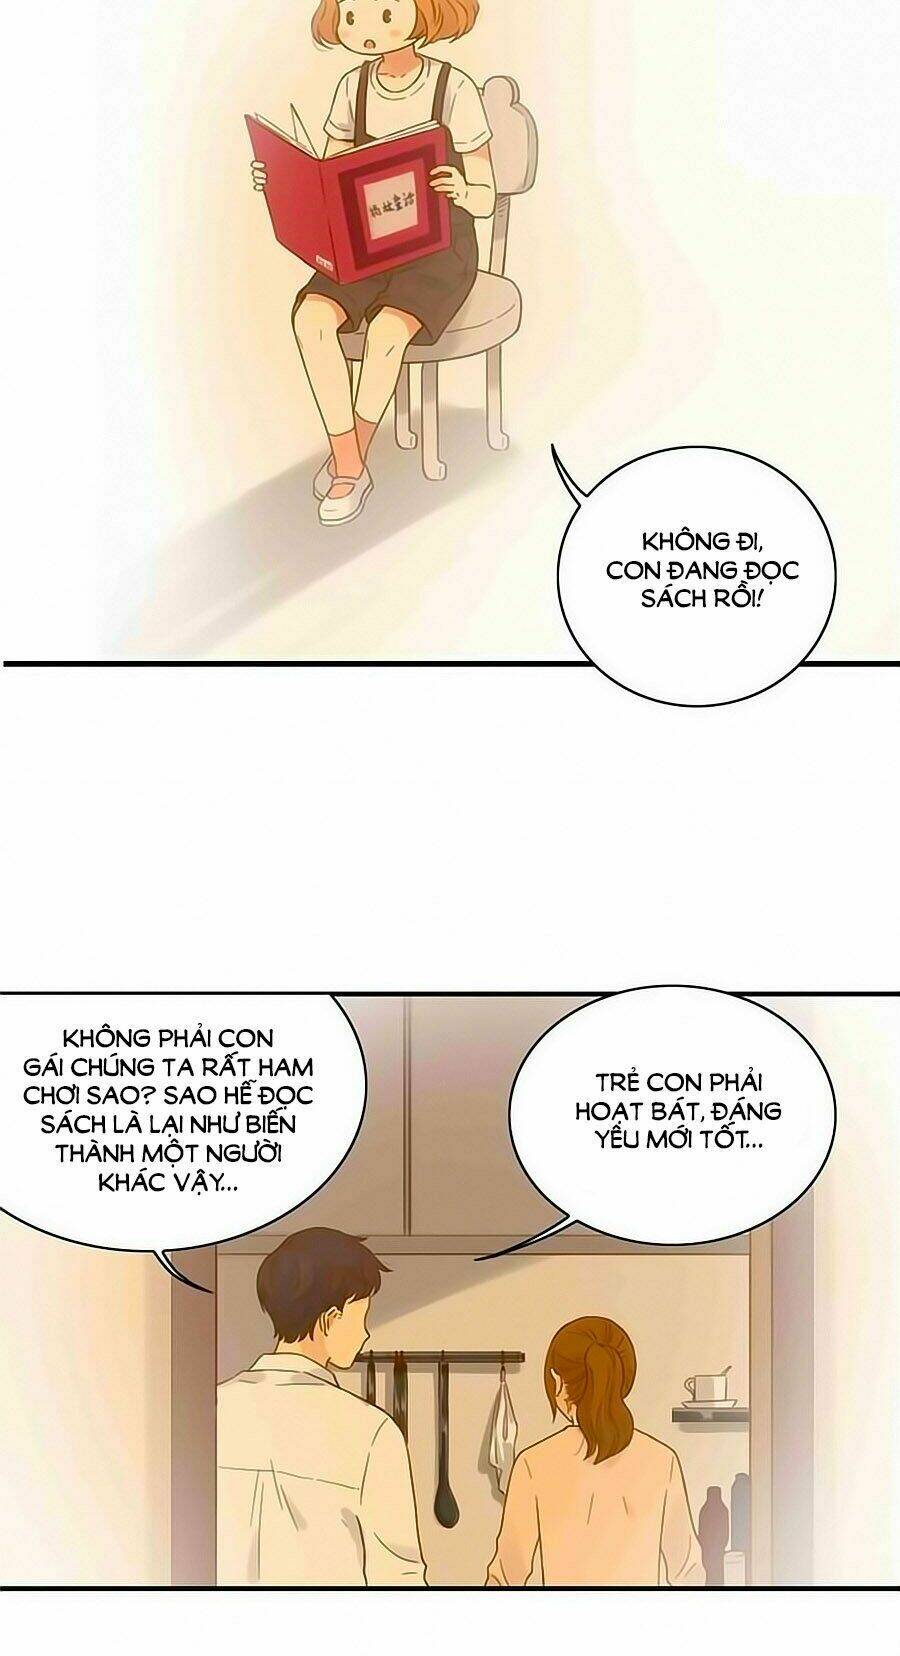 KHÔNG ĐI,
CON ĐANG ĐỌC
SÁCH RỒI!
KHÔNG PHẢI CON
GÁI CHÚNG TA RẤT HAM
CHƠI SAO? SAO HỄ ĐỌC
SÁCH LÀ LẠI NHƯ BIẾN
THÀNH MỘT NGƯỜI
KHÁC VẬY...
TRẺ CON PHẢI
HOẠT BÁT, ĐÁNG
YÊU MỚI TỐT...